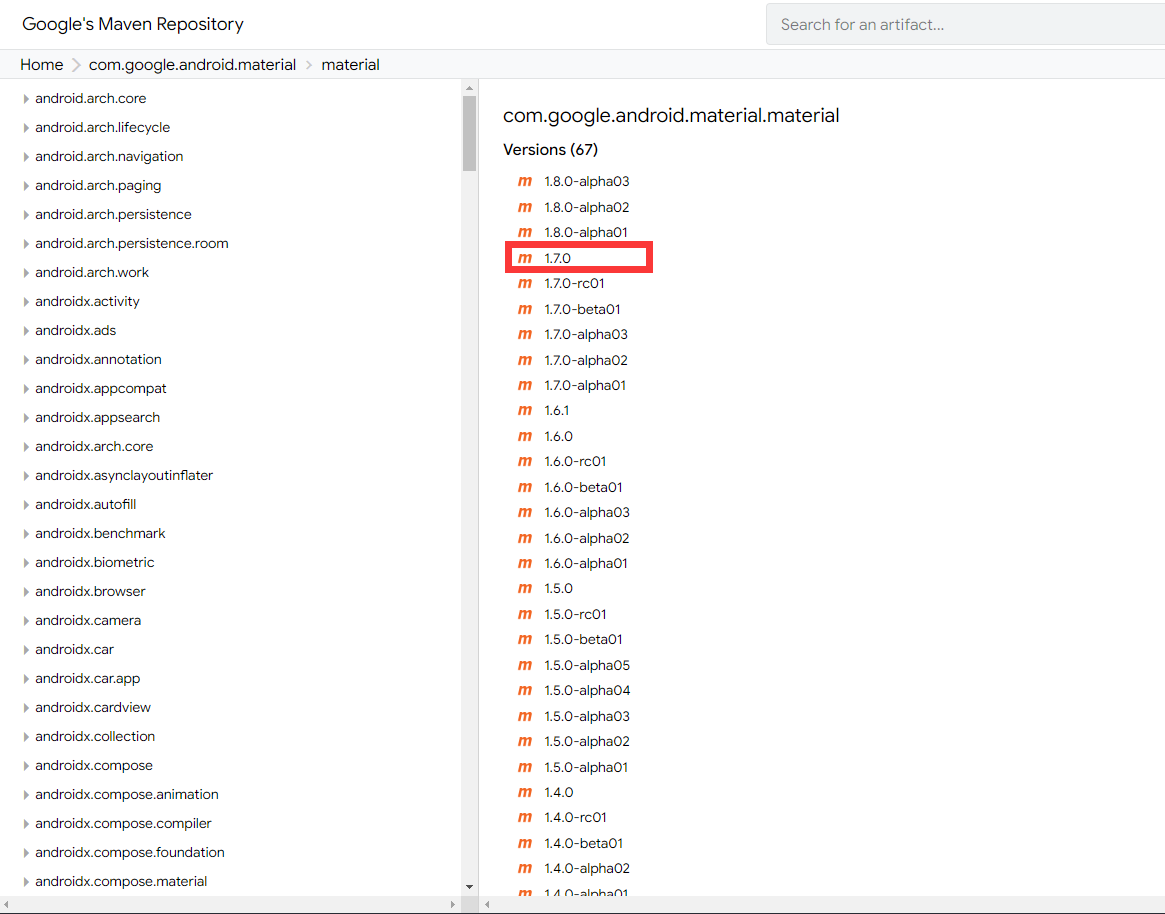 Google's Maven Repository
Search for an artifact...
Home
com.google.android.material
material
android.arch.core
android.arch.lifecycle
android.arch.navigation
android.arch.paging
android.arch.persistence
android.arch.persistence.room
android.arch.work
androidx.activity
androidx.ads
androidx.annotation
androidx.appcompat
androidx.appsearch
androidx.arch.core
androidx.asynclayoutinflater
androidx.autofill
androidx.benchmark
androidx.biometric
androidx.browser
androidx.camera
androidx.car
androidx.car.app
androidx.cardview
androidx.collection
androidx.compose
androidx.compose.animation
androidx.compose.compiler
androidx.compose.foundation
androidx.compose.material
com.google.android.material.material
Versions (67)
m 1.8.0-alpha03
m 1.8.0-alpha02
m 1.8.0-alpha01
m 1.7.0
m 1.7.0-rc01
m 1.7.0-beta01
m 1.7.0-alpha03
m 1.7.0-alpha02
m 1.7.0-alpha01
m 1.6.1
m 1.6.0
m 1.6.0-rc01
m 1.6.0-beta01
m 1.6.0-alpha03
m 1.6.0-alpha02
m 1.6.0-alpha01
m 1.5.0
m 1.5.0-rc01
m 1.5.0-beta01
m 1.5.0-alpha05
m 1.5.0-alpha04
m 1.5.0-alpha03
m 1.5.0-alpha02
m 1.5.0-alpha01
m 1.4.0
m 1.4.0-rc01
m 1.4.0-beta01
m 1.4.0-alpha02
m 1.4.0-alpha01